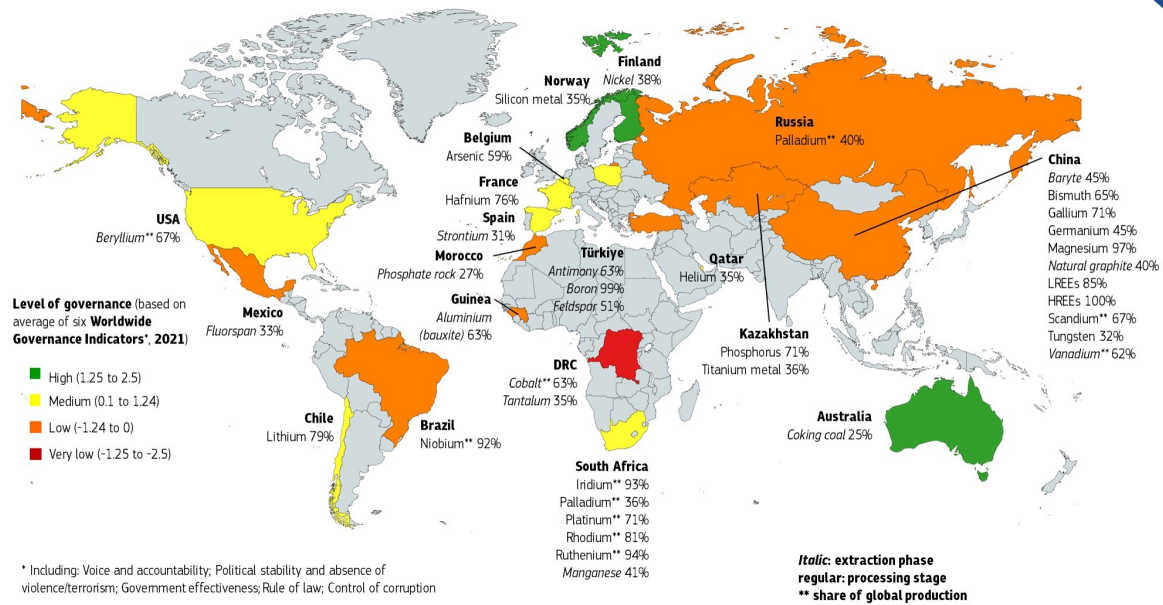 Finland
Nickel 38%
Norway
Silicon metal 35%
Belgium
Arsenic 59%
France
Hafnium 76%
Spain
Strontium 31%
Morocco
Phosphate rock 27%
Guinea
Aluminium
(bauxite) 63%
Türkiye
Antimony 63%
Boron 99%
Feldspar 51%
Qatar
Helium 35%
Russia
Palladium** 40%
China
Baryte 45%
Bismuth 65%
Gallium 71%
Germanium 45%
Magnesium 97%
Natural graphite 40%
LREEs 85%
HREEs 100%
Scandium** 67%
Tungsten 32%
Vanadium** 62%
Kazakhstan
Phosphorus 71%
Titanium metal 36%
USA
Beryllium** 67%
Mexico
Fluorspan 33%
Level of governance (based on
average of six Worldwide
Governance Indicators*, 2021)
High (1.25 to 2.5)
Medium (0.1 to 1.24)
Low (-1.24 to 0)
Very low (-1.25 to -2.5)
Chile
Lithium 79%
Brazil
Niobium** 92%
DRC
Cobalt** 63%
Tantalum 35%
South Africa
Iridium** 93%
Palladium** 36%
Platinum** 71%
Rhodium** 81%
Ruthenium** 94%
Manganese 41%
Australia
Coking coal 25%
* Including: Voice and accountability; Political stability and absence of
violence/terrorism; Government effectiveness; Rule of law; Control of corruption
Italic: extraction phase
regular: processing stage
** share of global production